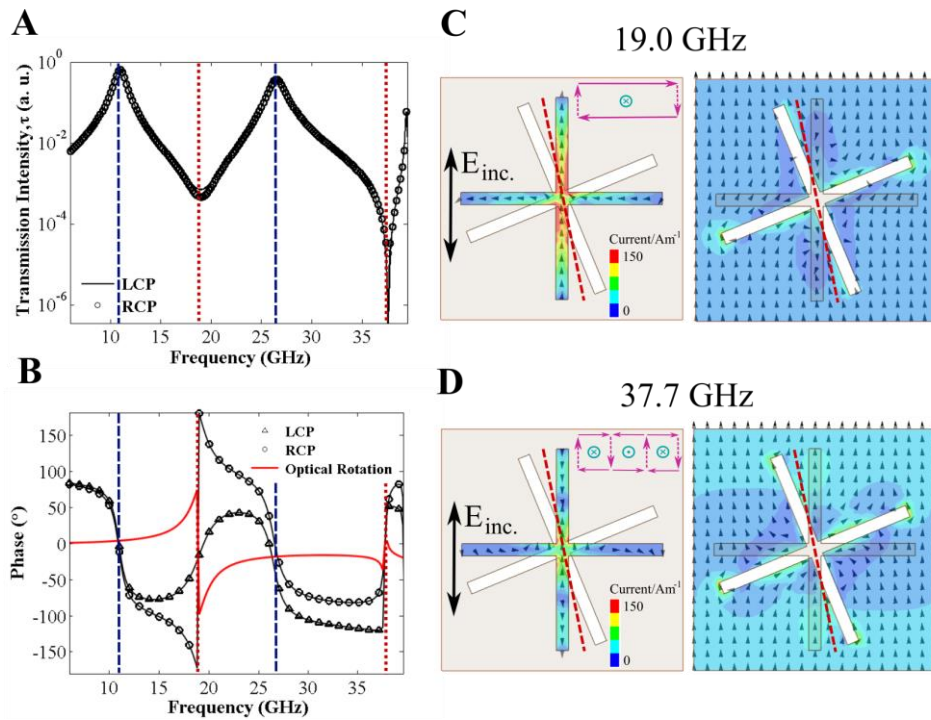 A
Transmission Intensity,τ (a. u.)
10^0
10^-2
10^-4
10^-6
LCP
RCP
10 15 20 25 30 35
Frequency (GHz)
B
Phase (°)
150
100
50
0
-50
-100
-150
LCP
RCP
Optical Rotation
10 15 20 25 30 35
Frequency (GHz)
C
19.0 GHz
E inc.
Current/Am^-1
150
0
D
37.7 GHz
E inc.
Current/Am^-1
150
0